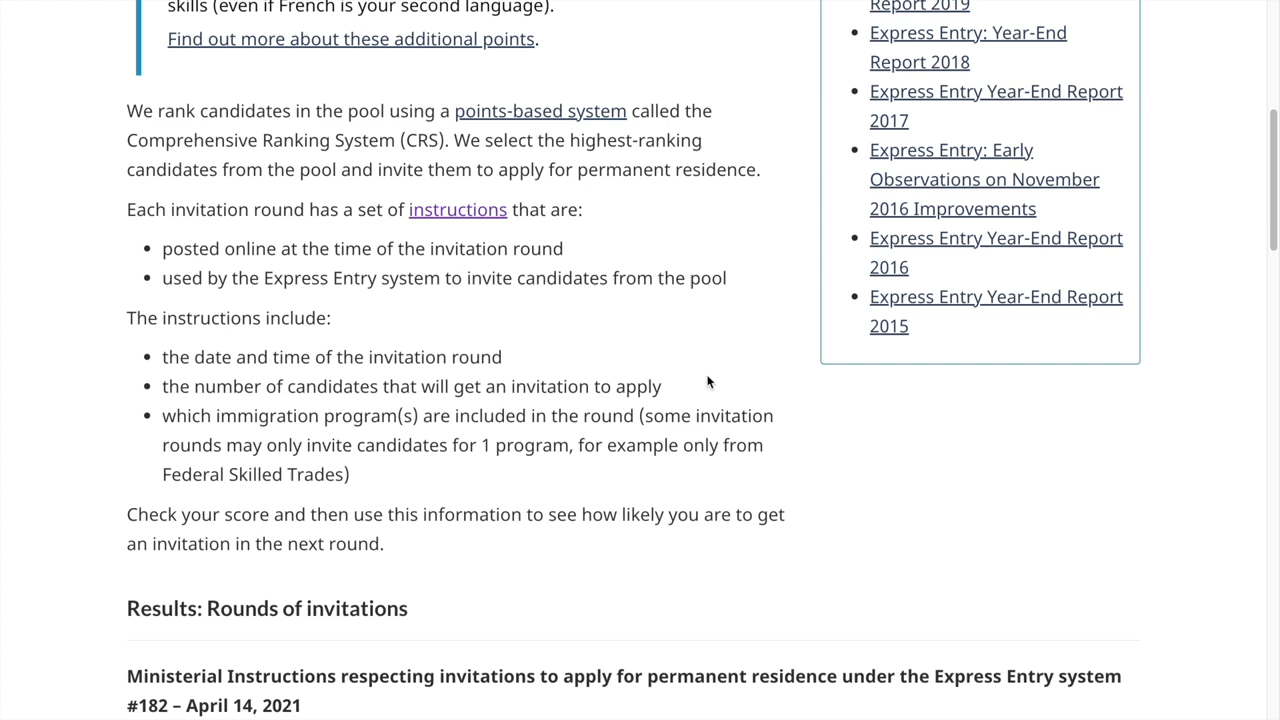 skills (even if French is your second language).
Find out more about these additional points.
We rank candidates in the pool using a points-based system called the
Comprehensive Ranking System (CRS). We select the highest-ranking
candidates from the pool and invite them to apply for permanent residence.
Each invitation round has a set of instructions that are:
• posted online at the time of the invitation round
• used by the Express Entry system to invite candidates from the pool
The instructions include:
• the date and time of the invitation round
• the number of candidates that will get an invitation to apply
• which immigration program(s) are included in the round (some invitation
rounds may only invite candidates for 1 program, for example only from
Federal Skilled Trades)
Check your score and then use this information to see how likely you are to get
an invitation in the next round.
Report 2019
• Express Entry: Year-End
Report 2018
• Express Entry Year-End Report
2017
• Express Entry: Early
Observations on November
2016 Improvements
• Express Entry Year-End Report
2016
• Express Entry Year-End Report
2015
Results: Rounds of invitations
Ministerial Instructions respecting invitations to apply for permanent residence under the Express Entry system
#182 – April 14, 2021